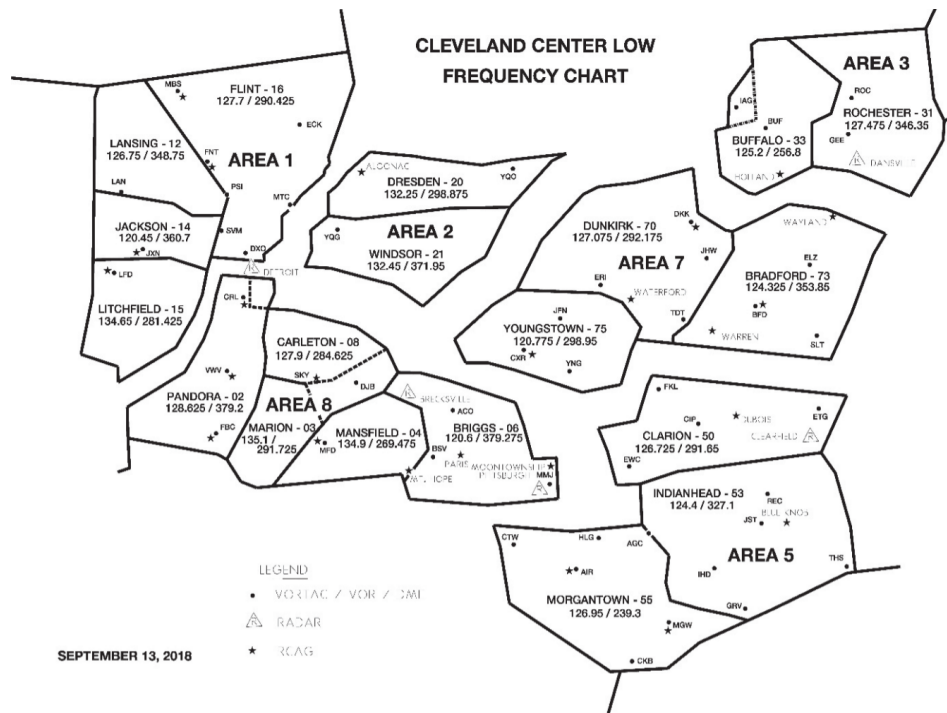 CLEVELAND CENTER LOW
FREQUENCY CHART
MBS
FLINT - 16
127.7 / 290.425
ECK
LANSING - 12
126.75 / 348.75
FNT
AREA 1
LAN
PSI
MTC
JACKSON - 14
120.45 / 360.7
JXN
SVM
DXO
DETROIT
LFD
LITCHFIELD - 15
134.65 / 281.425
ALGONAC
DRESDEN - 20
132.25 / 298.875
YQO
YQG
AREA 2
WINDSOR - 21
132.45 / 371.95
AREA 3
IAG
ROC
ROCHESTER - 31
127.475 / 346.35
BUF
BUFFALO - 33
125.2 / 256.8
GEE
DANSVILLE
HOLLAND
DKK
DUNKIRK - 70
127.075 / 292.175
JHW
AREA 7
ERI
WATERFORD
TDT
WAYLAND
ELZ
BRADFORD - 73
124.325 / 353.85
BFD
WARREN
SLT
JFN
YOUNGSTOWN - 75
120.775 / 298.95
CXR
YNG
CRL
CARLETON - 08
127.9 / 284.625
SKY
DJB
VWV
PANDORA - 02
128.625 / 379.2
FBC
AREA 8
MARION - 03
135.1 /
291.725
MANSFIELD - 04
134.9 / 269.475
MFD
BRECKSVILLE
ACO
BRIGGS - 06
120.6 / 379.275
BSV
PARIS
MT. HOPE
MOONTOWNSHIP
PITTSBURGH
MMJ
FKL
CIP
DUBOIS
ETG
CLARION - 50
126.725 / 291.65
CLEARFIELD
EWC
INDIANHEAD - 53
124.4 / 327.1
REC
JST
BLUE KNOB
AREA 5
IHD
THS
GRV
CTW
HLG
AGC
AIR
MORGANTOWN - 55
126.95 / 239.3
MGW
CKB
LEGEND
VORTAC / VOR / DME
RADAR
RCAG
SEPTEMBER 13, 2018